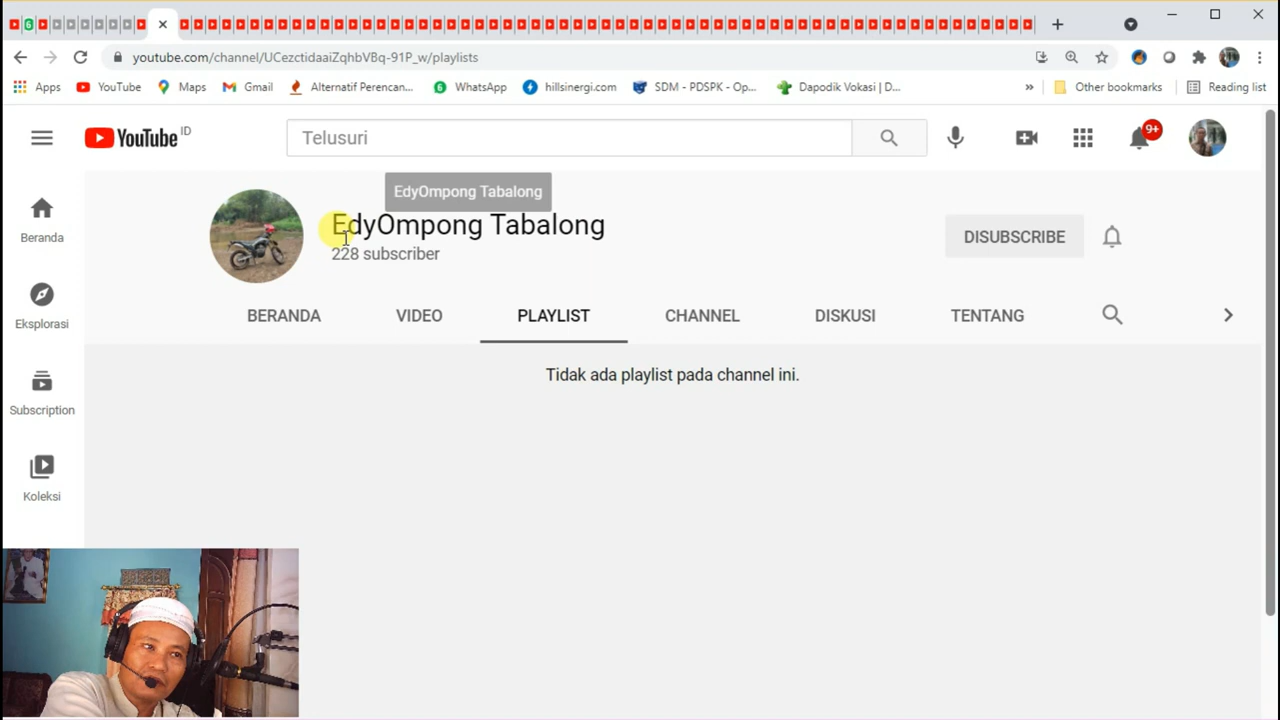 youtube.com/channel/UCezctidaaiZqhbVBq-91P_w/playlists
Apps YouTube Maps Gmail Alternatif Perencan... WhatsApp hillsinergi.com SDM - PDSPK - Op... Dapodik Vokasi | D... » Other bookmarks Reading list
YouTube ID
Telusuri
9+
EdyOmpong Tabalong
EdyOmpong Tabalong
228 subscriber
DISUBSCRIBE
BERANDA VIDEO PLAYLIST CHANNEL DISKUSI TENTANG
Tidak ada playlist pada channel ini.
Beranda
Eksplorasi
Subscription
Koleksi